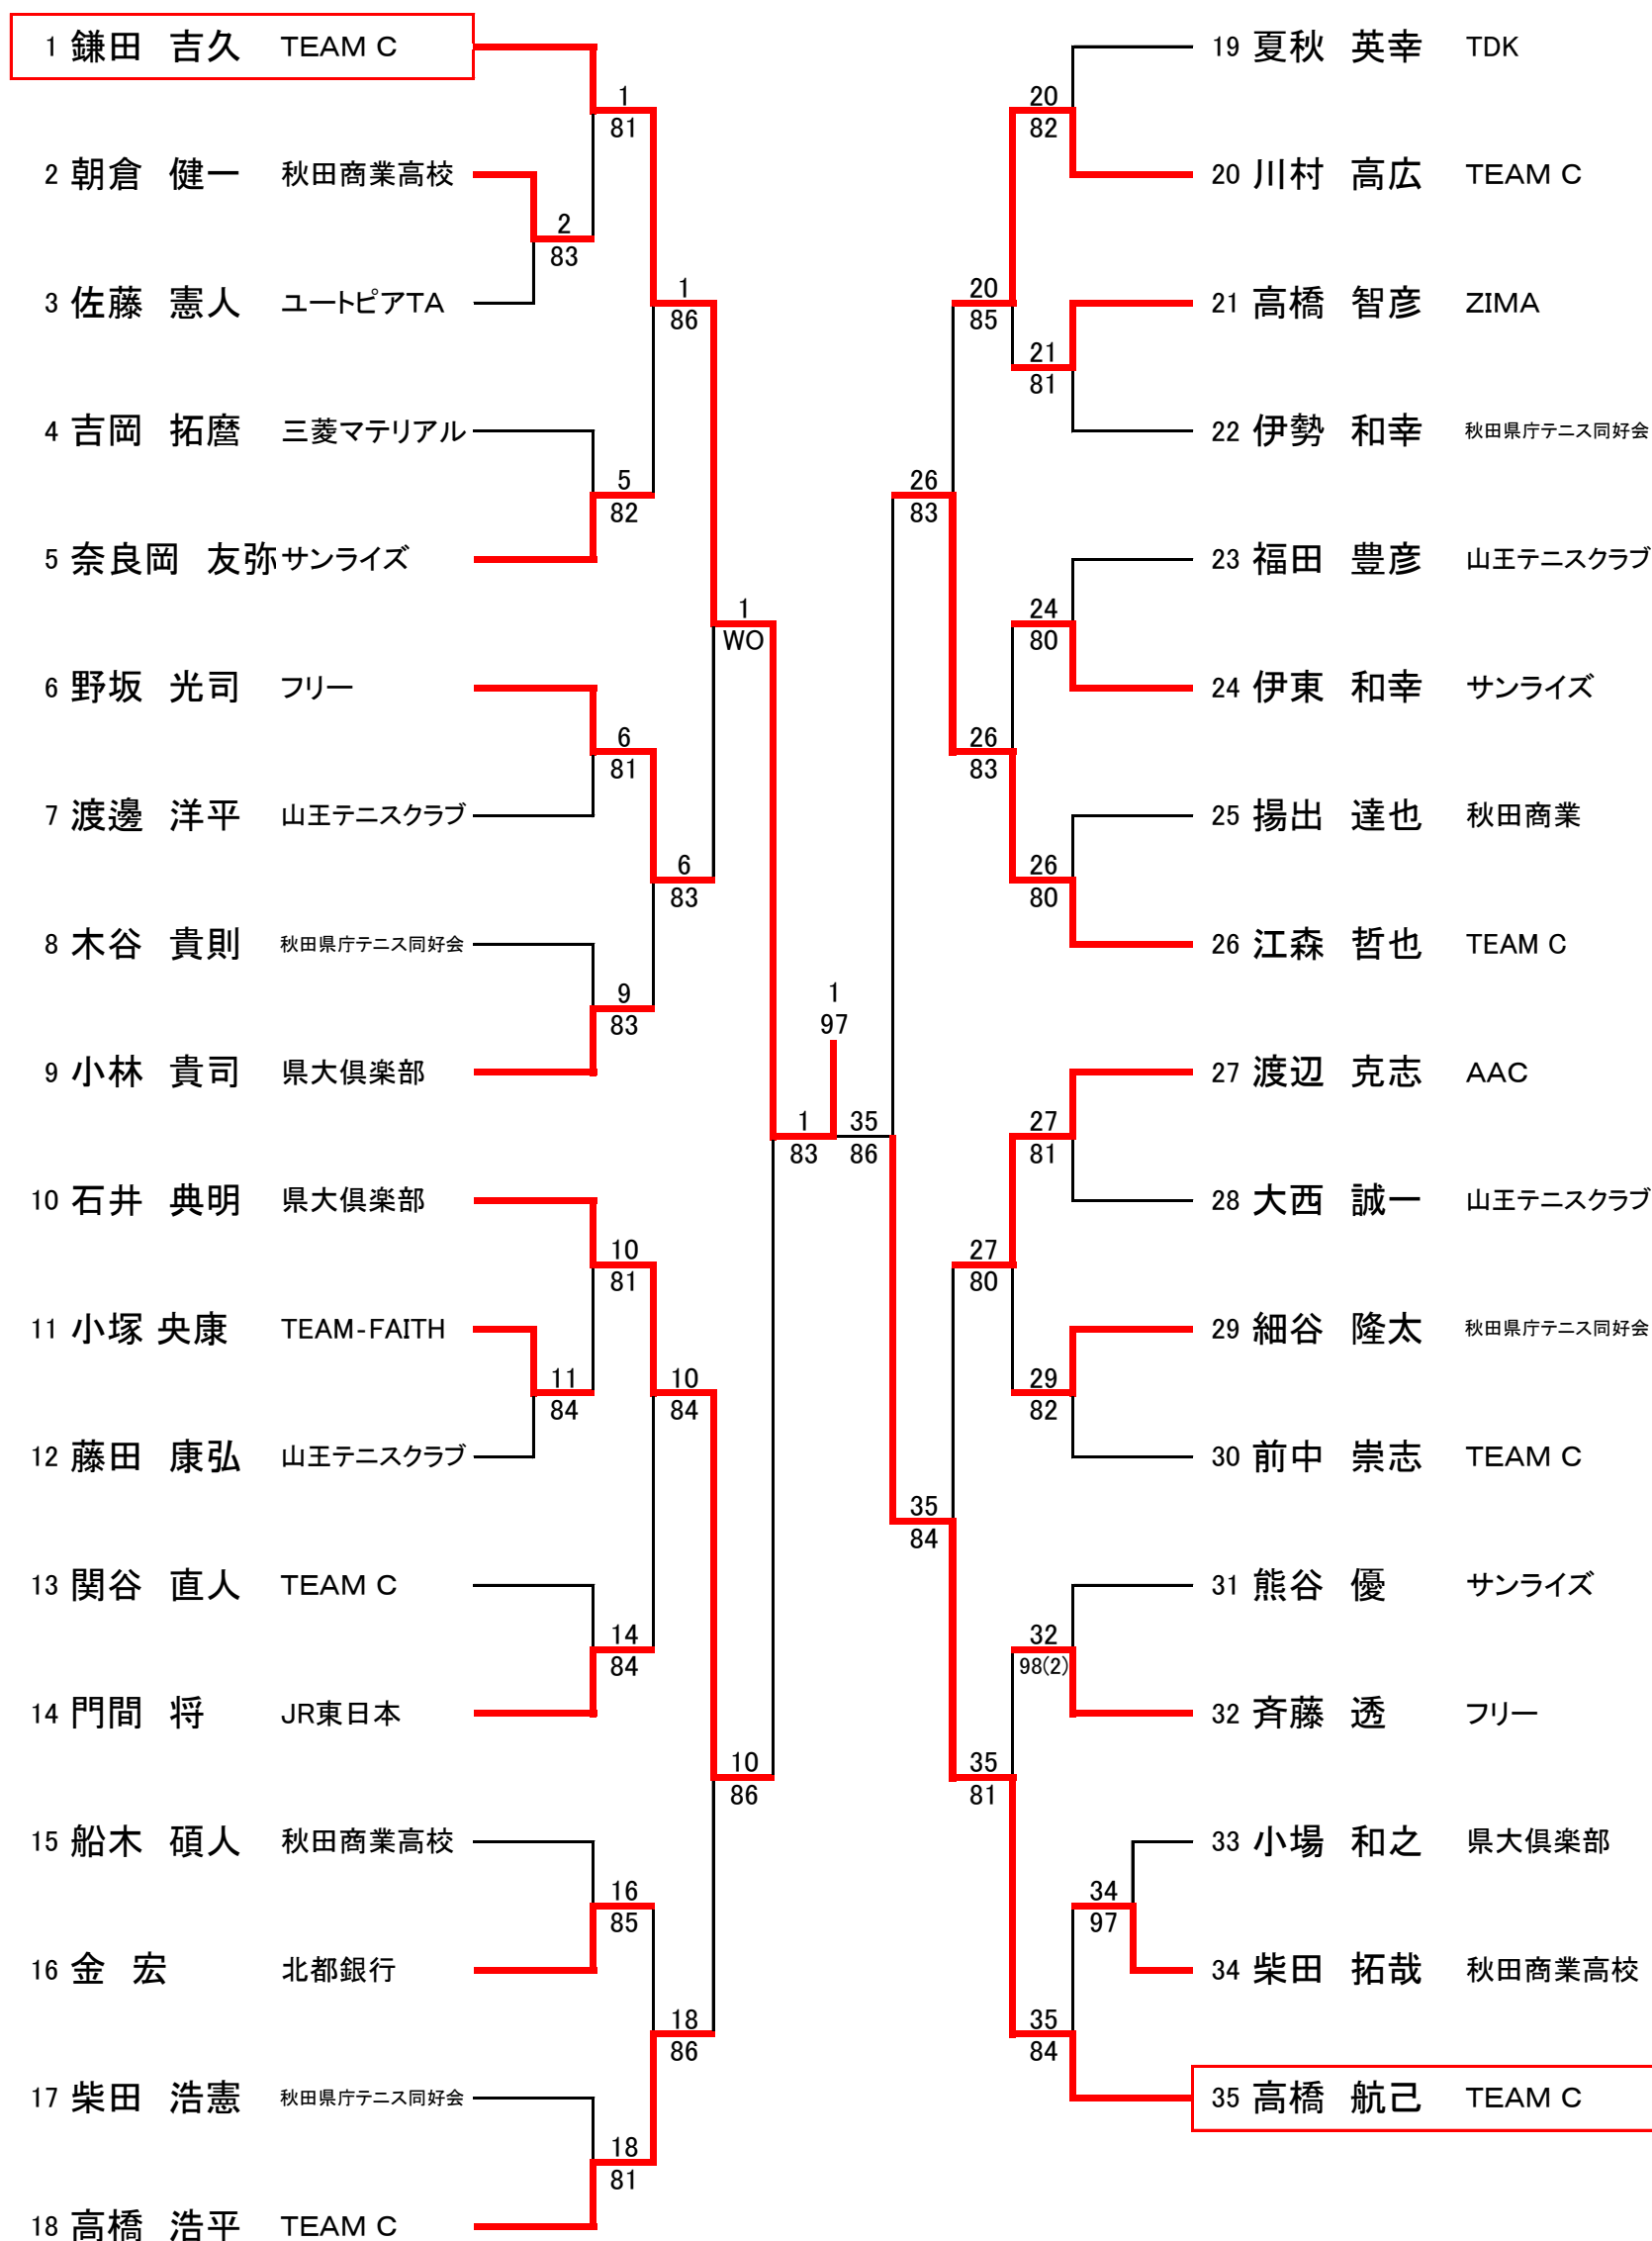 1 鎌田 吉久 TEAM C
2 朝倉 健一 秋田商業高校
3 佐藤 憲人 ユートピアTA
4 吉岡 拓麿 三菱マテリアル
5 奈良岡 友弥 サンライズ
6 野坂 光司 フリー
7 渡邊 洋平 山王テニスクラブ
8 木谷 貴則 秋田県庁テニス同好会
9 小林 貴司 県大倶楽部
10 石井 典明 県大倶楽部
11 小塚 央康 TEAM-FAITH
12 藤田 康弘 山王テニスクラブ
13 関谷 直人 TEAM C
14 門間 将 JR東日本
15 船木 碩人 秋田商業高校
16 金 宏 北都銀行
17 柴田 浩憲 秋田県庁テニス同好会
18 高橋 浩平 TEAM C
2
83
11
84
1
81
5
82
6
81
9
83
10
81
14
84
16
85
18
81
1
86
6
83
10
84
18
86
1
WO
10
86
1
83
1
97
35
86
26
83
35
84
20
85
26
83
27
80
35
81
20
82
21
81
24
80
26
80
27
81
29
82
32
98(2)
35
84
34
97
19 夏秋 英幸 TDK
20 川村 高広 TEAM C
21 高橋 智彦 ZIMA
22 伊勢 和幸 秋田県庁テニス同好会
23 福田 豊彦 山王テニスクラブ
24 伊東 和幸 サンライズ
25 揚出 達也 秋田商業
26 江森 哲也 TEAM C
27 渡辺 克志 AAC
28 大西 誠一 山王テニスクラブ
29 細谷 隆太 秋田県庁テニス同好会
30 前中 崇志 TEAM C
31 熊谷 優 サンライズ
32 斉藤 透 フリー
33 小場 和之 県大倶楽部
34 柴田 拓哉 秋田商業高校
35 高橋 航己 TEAM C